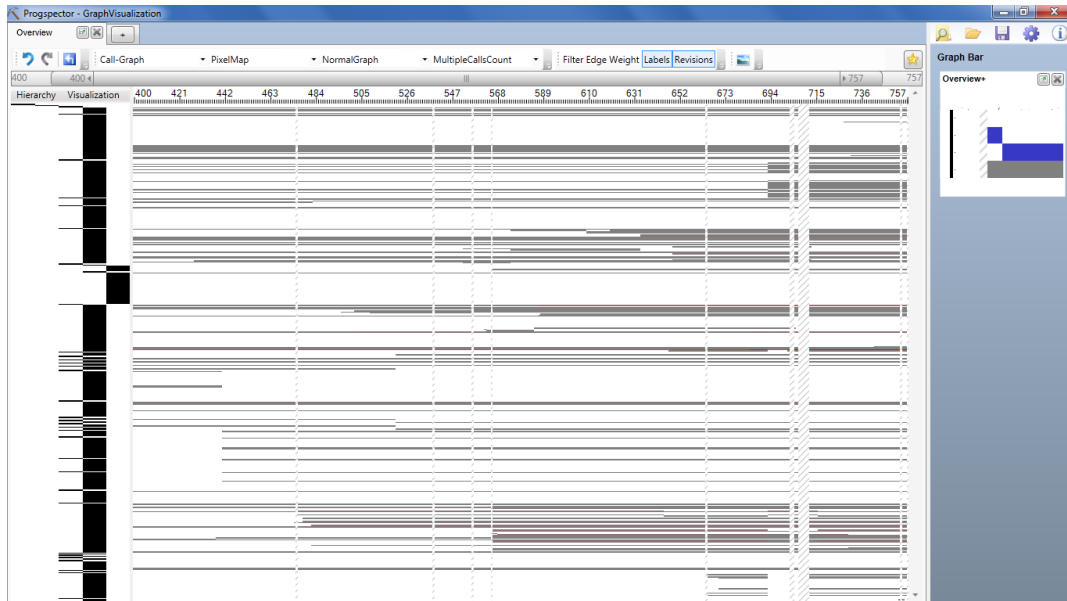 Progspector - GraphVisualization
Overview +
Call-Graph PixelMap NormalGraph MultipleCallsCount Filter Edge Weight Labels Revisions
Graph Bar
400 400 757 757
Overview+
Hierarchy Visualization 400 421 442 463 484 505 526 547 568 589 610 631 652 673 694 715 736 757